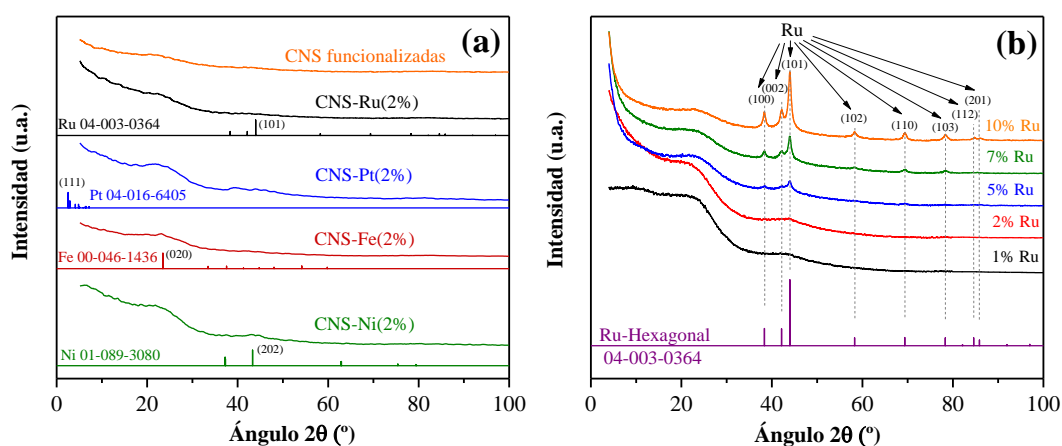 (a)
CNS funcionalizadas
CNS-Ru(2%)
Ru 04-003-0364
(101)
CNS-Pt(2%)
(111)
Pt 04-016-6405
CNS-Fe(2%)
Fe 00-046-1436
(020)
CNS-Ni(2%)
Ni 01-089-3080
(202)
Intensidad (u.a.)
0 20 40 60 80 100
Ángulo 2θ (º)
(b)
Ru
(101)
(002)
(100)
(201)
(112)
(102)
(110)
(103)
10% Ru
7% Ru
5% Ru
2% Ru
1% Ru
Ru-Hexagonal
04-003-0364
Intensidad (u.a.)
0 20 40 60 80 100
Ángulo 2θ (º)